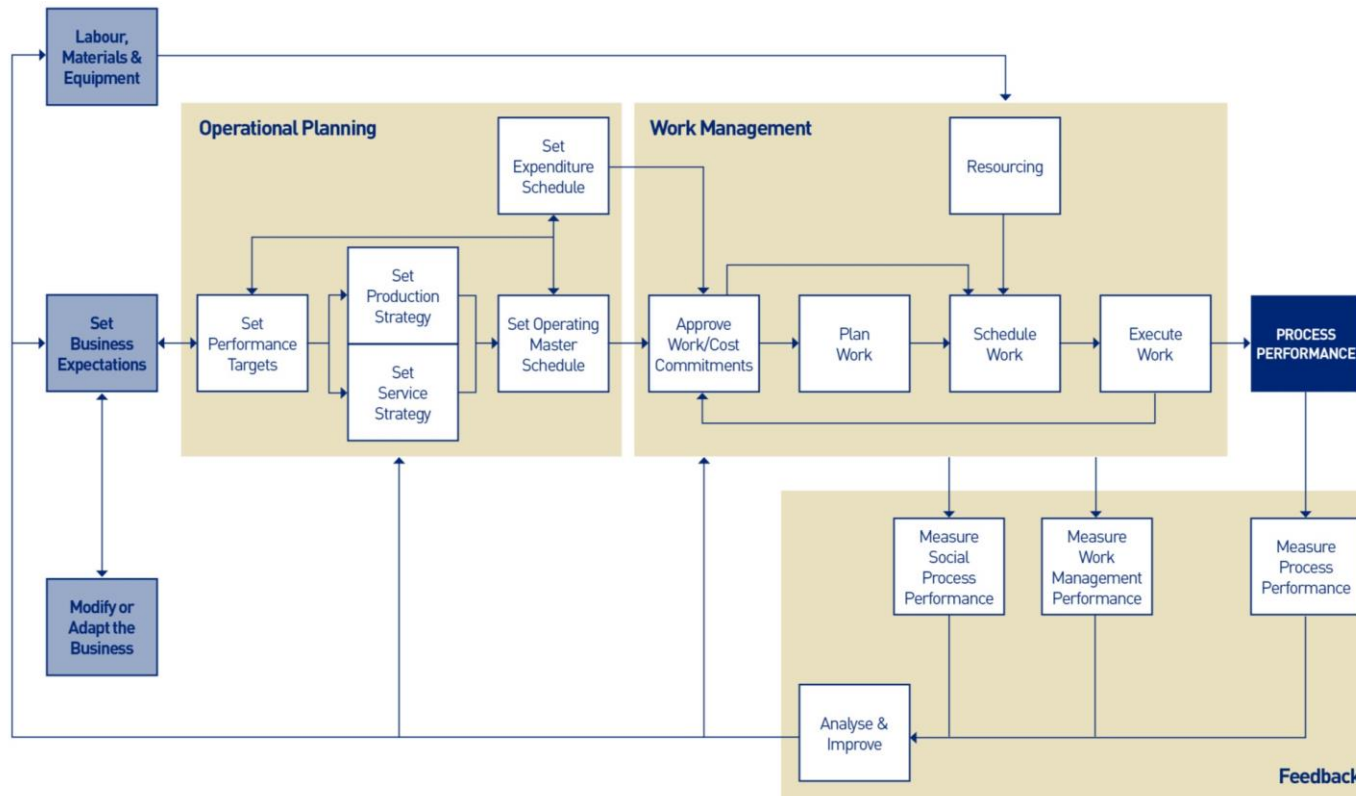 Labour,
Materials &
Equipment
Operational Planning
Set
Expenditure
Schedule
Work Management
Resourcing
Set
Business
Expectations
Set
Performance
Targets
Set
Production
Strategy
Set
Service
Strategy
Set Operating
Master
Schedule
Approve
Work/Cost
Commitments
Plan
Work
Schedule
Work
Execute
Work
PROCESS
PERFORMANCE
Modify or
Adapt the
Business
Measure
Social
Process
Performance
Measure
Work
Management
Performance
Measure
Process
Performance
Analyse &
Improve
Feedback